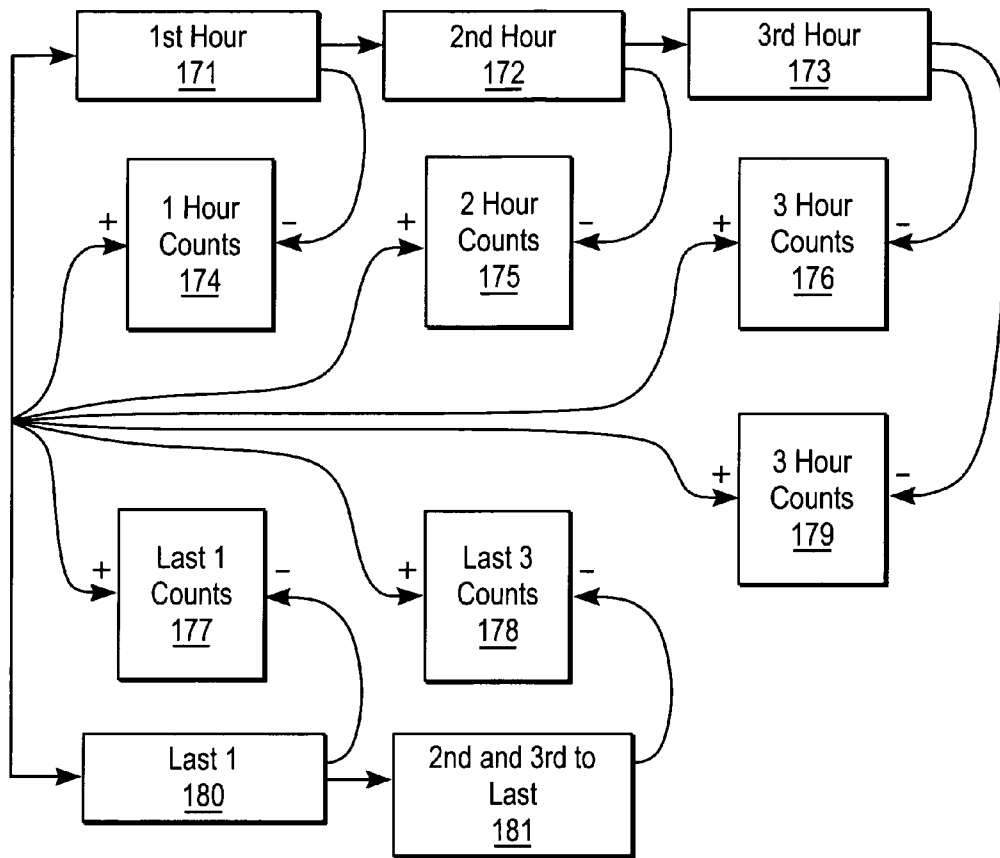 1st Hour
171
2nd Hour
172
3rd Hour
173
+
1 Hour
Counts
174
−
+
2 Hour
Counts
175
−
+
3 Hour
Counts
176
−
+
3 Hour
Counts
179
−
+
Last 1
Counts
177
−
+
Last 3
Counts
178
−
Last 1
180
2nd and 3rd to
Last
181